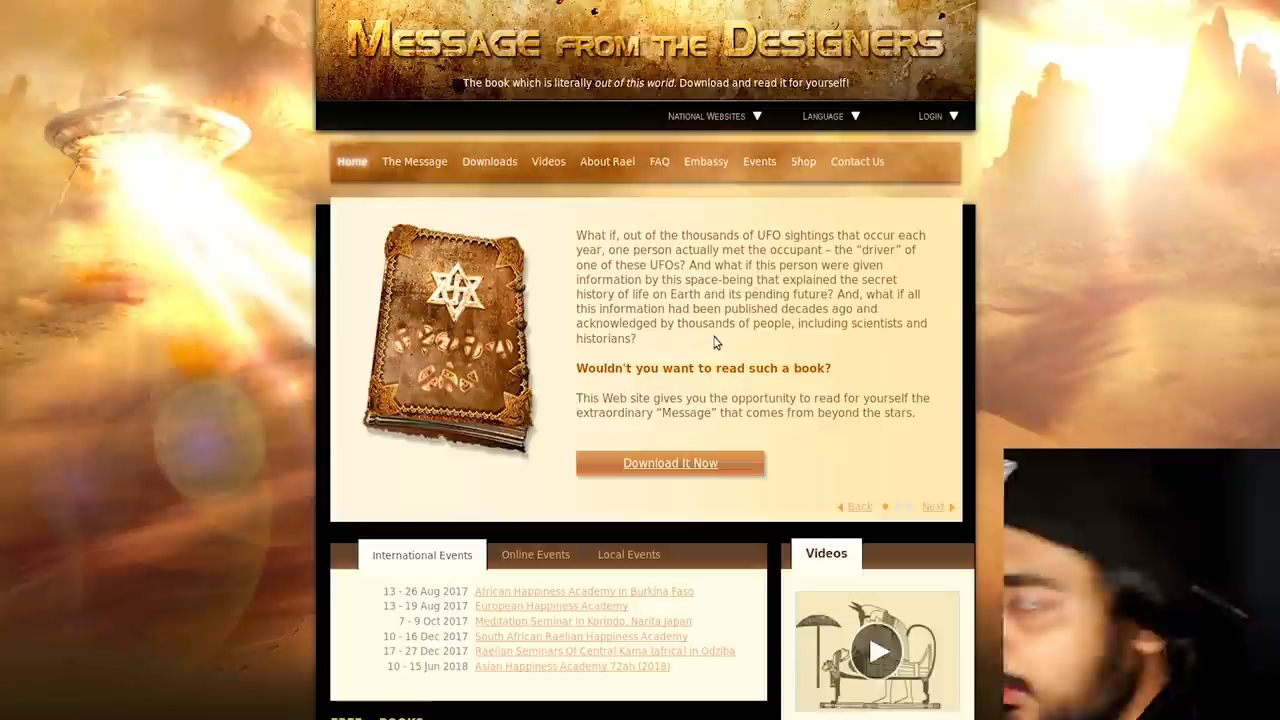 Message from the Designers
The book which is literally out of this world. Download and read it for yourself!
National Websites
Language
Login
Home
The Message
Downloads
Videos
About Rael
FAQ
Embassy
Events
Shop
Contact Us
What if, out of the thousands of UFO sightings that occur each
year, one person actually met the occupant – the “driver” of
one of these UFOs? And what if this person were given
information by this space-being that explained the secret
history of life on Earth and its pending future? And, what if all
this information had been published decades ago and
acknowledged by thousands of people, including scientists and
historians?
Wouldn't you want to read such a book?
This Web site gives you the opportunity to read for yourself the
extraordinary “Message” that comes from beyond the stars.
Download It Now
Back
Next
International Events
Online Events
Local Events
13 - 26 Aug 2017 African Happiness Academy In Burkina Faso
13 - 19 Aug 2017 European Happiness Academy
7 - 9 Oct 2017 Meditation Seminar In Korindo, Narita Japan
10 - 16 Dec 2017 South African Raelian Happiness Academy
17 - 27 Dec 2017 Raelian Seminars Of Central Kama (africa) In Odziba
10 - 15 Jun 2018 Asian Happiness Academy 72ah (2018)
Videos